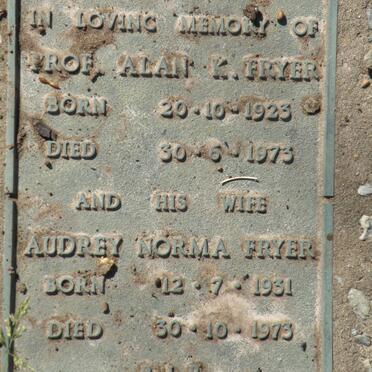 IN LOVING MEMORY OF
PROF. ALAN K. FRYER
BORN 20·10·1923
DIED 30·6·1973
AND HIS WIFE
AUDREY NORMA FRYER
BORN 12·7·1931
DIED 30·10·1973